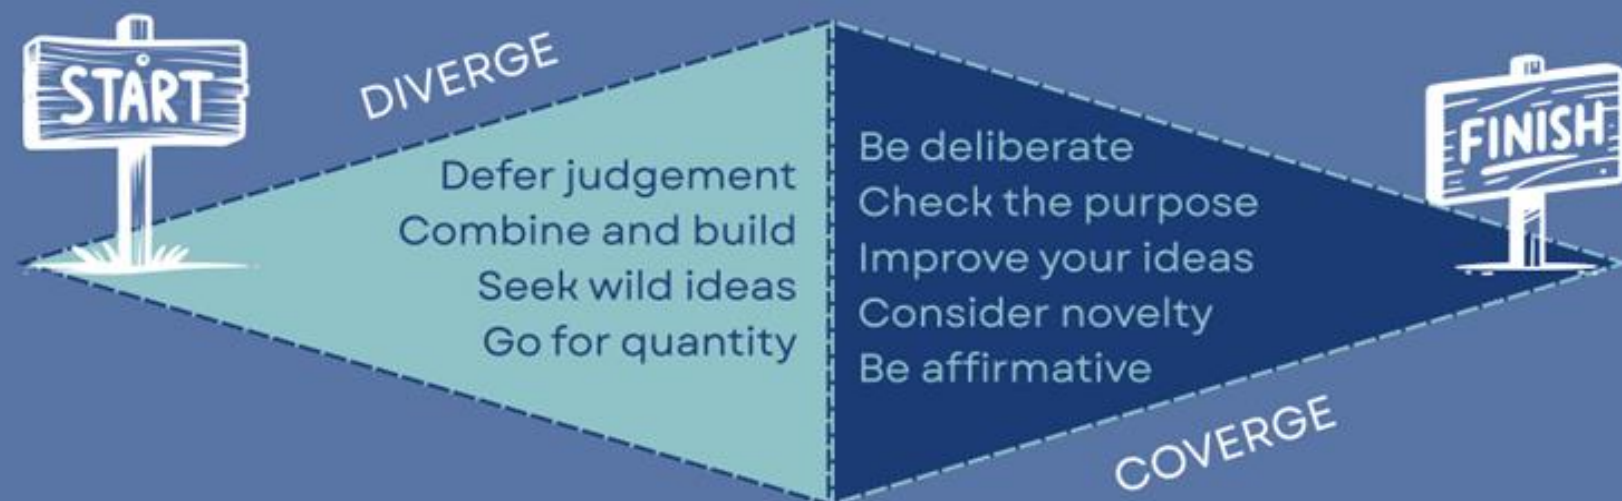 START
DIVERGE
Defer judgement
Combine and build
Seek wild ideas
Go for quantity
Be deliberate
Check the purpose
Improve your ideas
Consider novelty
Be affirmative
FINISH
COVERGE